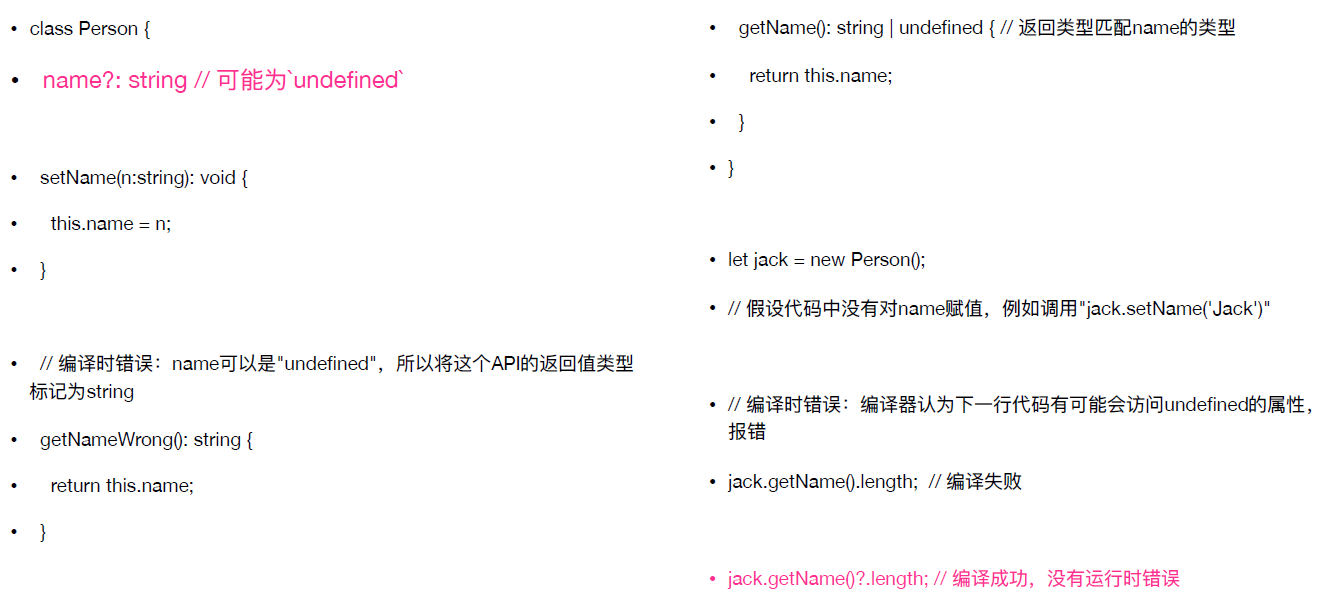 • class Person {
•   name?: string // 可能为`undefined`
•   setName(n:string): void {
•     this.name = n;
•   }
•   // 编译时错误：name可以是"undefined"，所以将这个API的返回值类型
标记为string
•   getNameWrong(): string {
•     return this.name;
•   }
•   getName(): string | undefined { // 返回类型匹配name的类型
•     return this.name;
•   }
• }
• let jack = new Person();
• // 假设代码中没有对name赋值，例如调用"jack.setName('Jack')"
• // 编译时错误：编译器认为下一行代码有可能会访问undefined的属性，
报错
• jack.getName().length;  // 编译失败
• jack.getName()?.length; // 编译成功，没有运行时错误